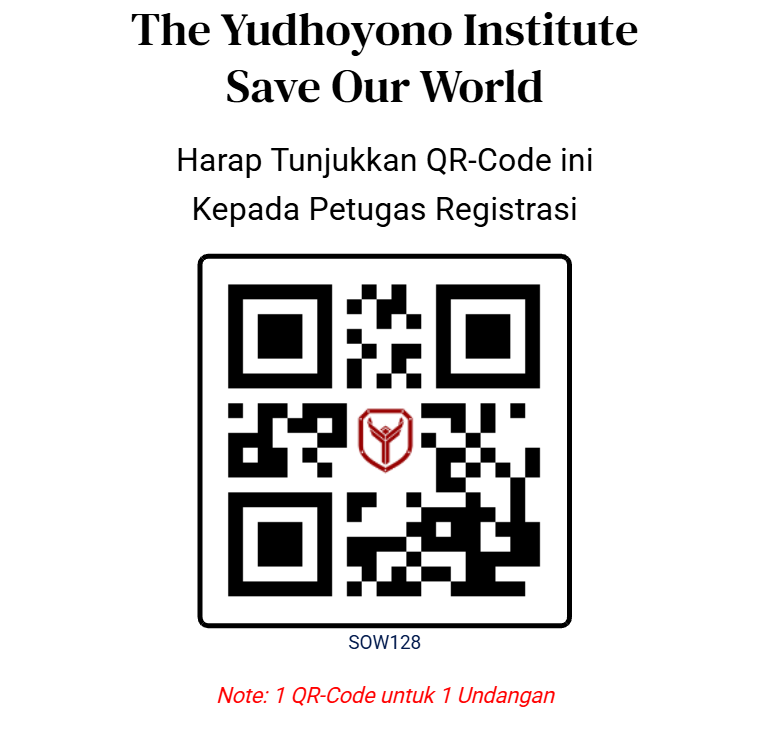 The Yudhoyono Institute
Save Our World
Harap Tunjukkan QR-Code ini
Kepada Petugas Registrasi
SOW128
Note: 1 QR-Code untuk 1 Undangan